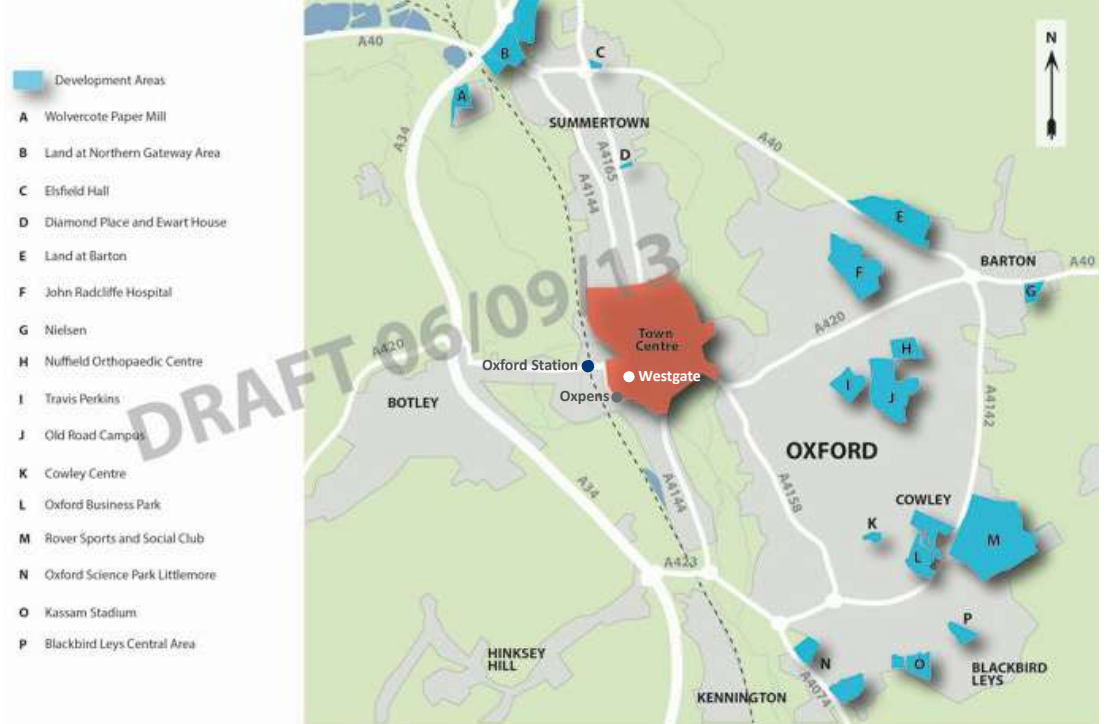 Development Areas
A Wolvercote Paper Mill
B Land at Northern Gateway Area
C Elsfield Hall
D Diamond Place and Ewart House
E Land at Barton
F John Radcliffe Hospital
G Nielsen
H Nuffield Orthopaedic Centre
I Travis Perkins
J Old Road Campus
K Cowley Centre
L Oxford Business Park
M Rover Sports and Social Club
N Oxford Science Park Littlemore
O Kassam Stadium
P Blackbird Leys Central Area
A40
B
C
N
A
SUMMERTOWN
A34
A40
D
A4165
A4144
E
BARTON
A40
F
G
DRAFT 06/09/13
Town
Centre
A420
A420
H
Oxford Station
Westgate
Oxpens
BOTLEY
I
J
A4142
OXFORD
A34
A4144
A4158
COWLEY
K
L
M
A423
P
HINKSEY
HILL
N
O
BLACKBIRD
LEYS
KENNINGTON
A4074